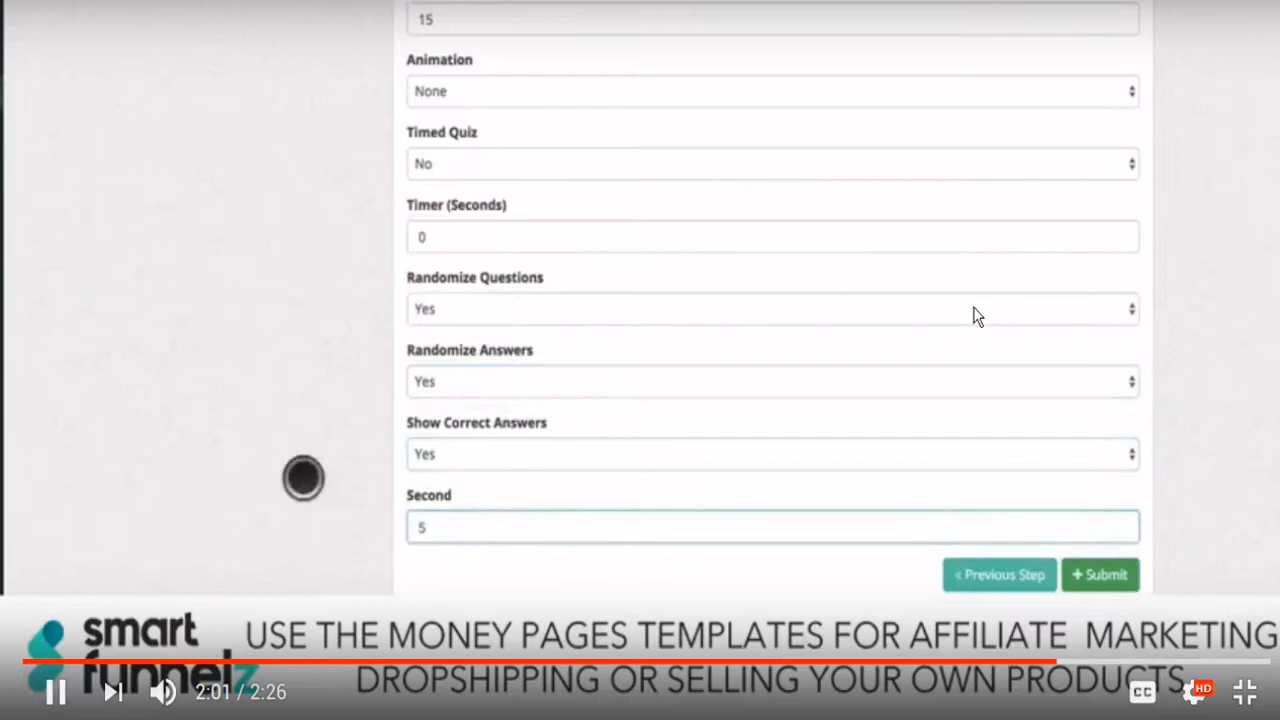 15
Animation
None
Timed Quiz
No
Timer (Seconds)
0
Randomize Questions
Yes
Randomize Answers
Yes
Show Correct Answers
Yes
Second
5
« Previous Step
+ Submit
smart
funnelz
USE THE MONEY PAGES TEMPLATES FOR AFFILIATE MARKETING
DROPSHIPPING OR SELLING YOUR OWN PRODUCTS
2:01 / 2:26
CC
HD